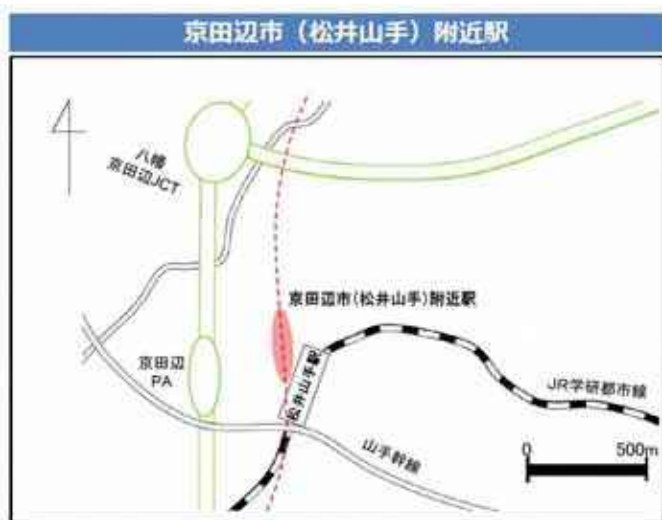 京田辺市（松井山手）附近駅
八幡
京田辺JCT
京田辺市(松井山手)附近駅
京田辺
PA
松井山手駅
JR学研都市線
山手幹線
0
500m